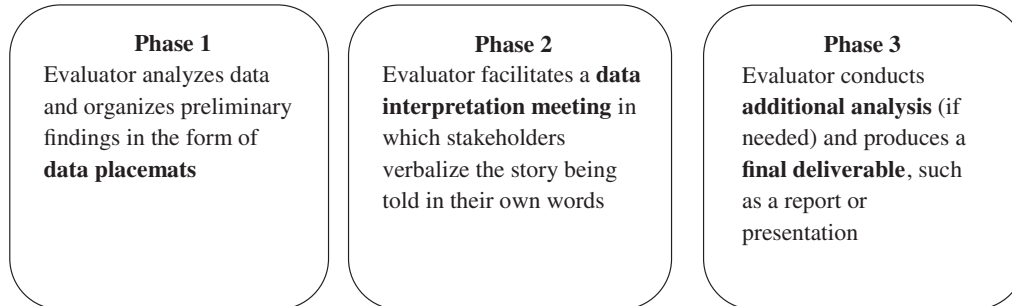 Phase 1
Evaluator analyzes data
and organizes preliminary
findings in the form of
data placemats
Phase 2
Evaluator facilitates a data
interpretation meeting in
which stakeholders
verbalize the story being
told in their own words
Phase 3
Evaluator conducts
additional analysis (if
needed) and produces a
final deliverable, such
as a report or
presentation